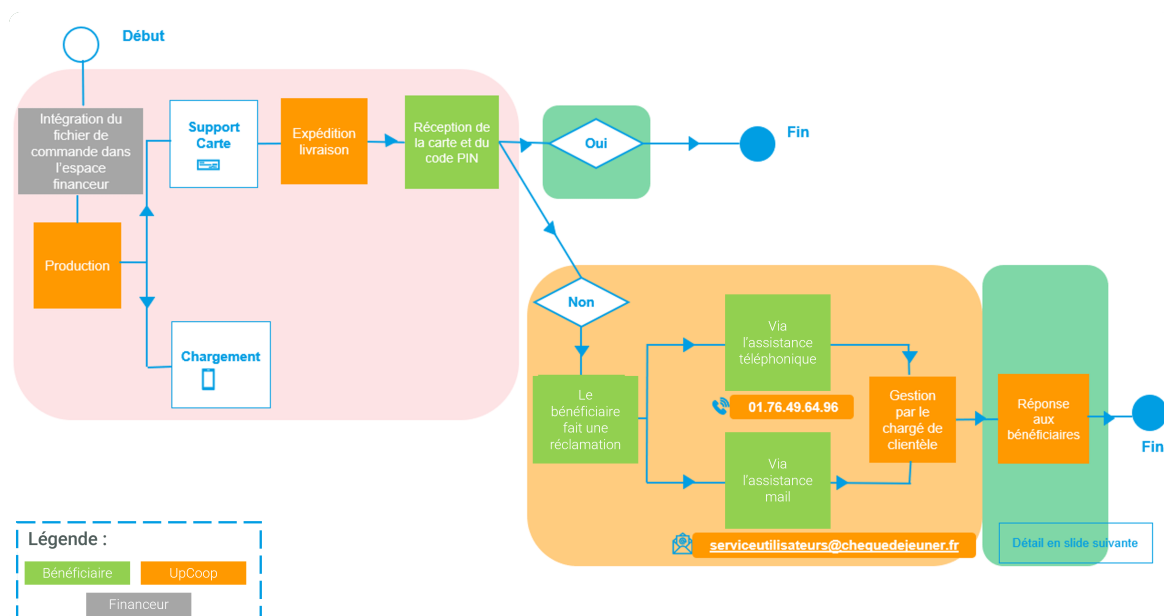 Début
Intégration du
fichier de
commande dans
l'espace
financeur
Support
Carte
Expédition
livraison
Réception de
la carte et du
code PIN
Oui
Fin
Production
Chargement
Non
Le
bénéficiaire
fait une
réclamation
Via
l'assistance
téléphonique
01.76.49.64.96
Via
l'assistance
mail
serviceutilisateurs@chequedejeuner.fr
Gestion
par le
chargé de
clientèle
Réponse
aux
bénéficiaires
Fin
Détail en slide suivante
Légende :
Bénéficiaire
UpCoop
Financeur